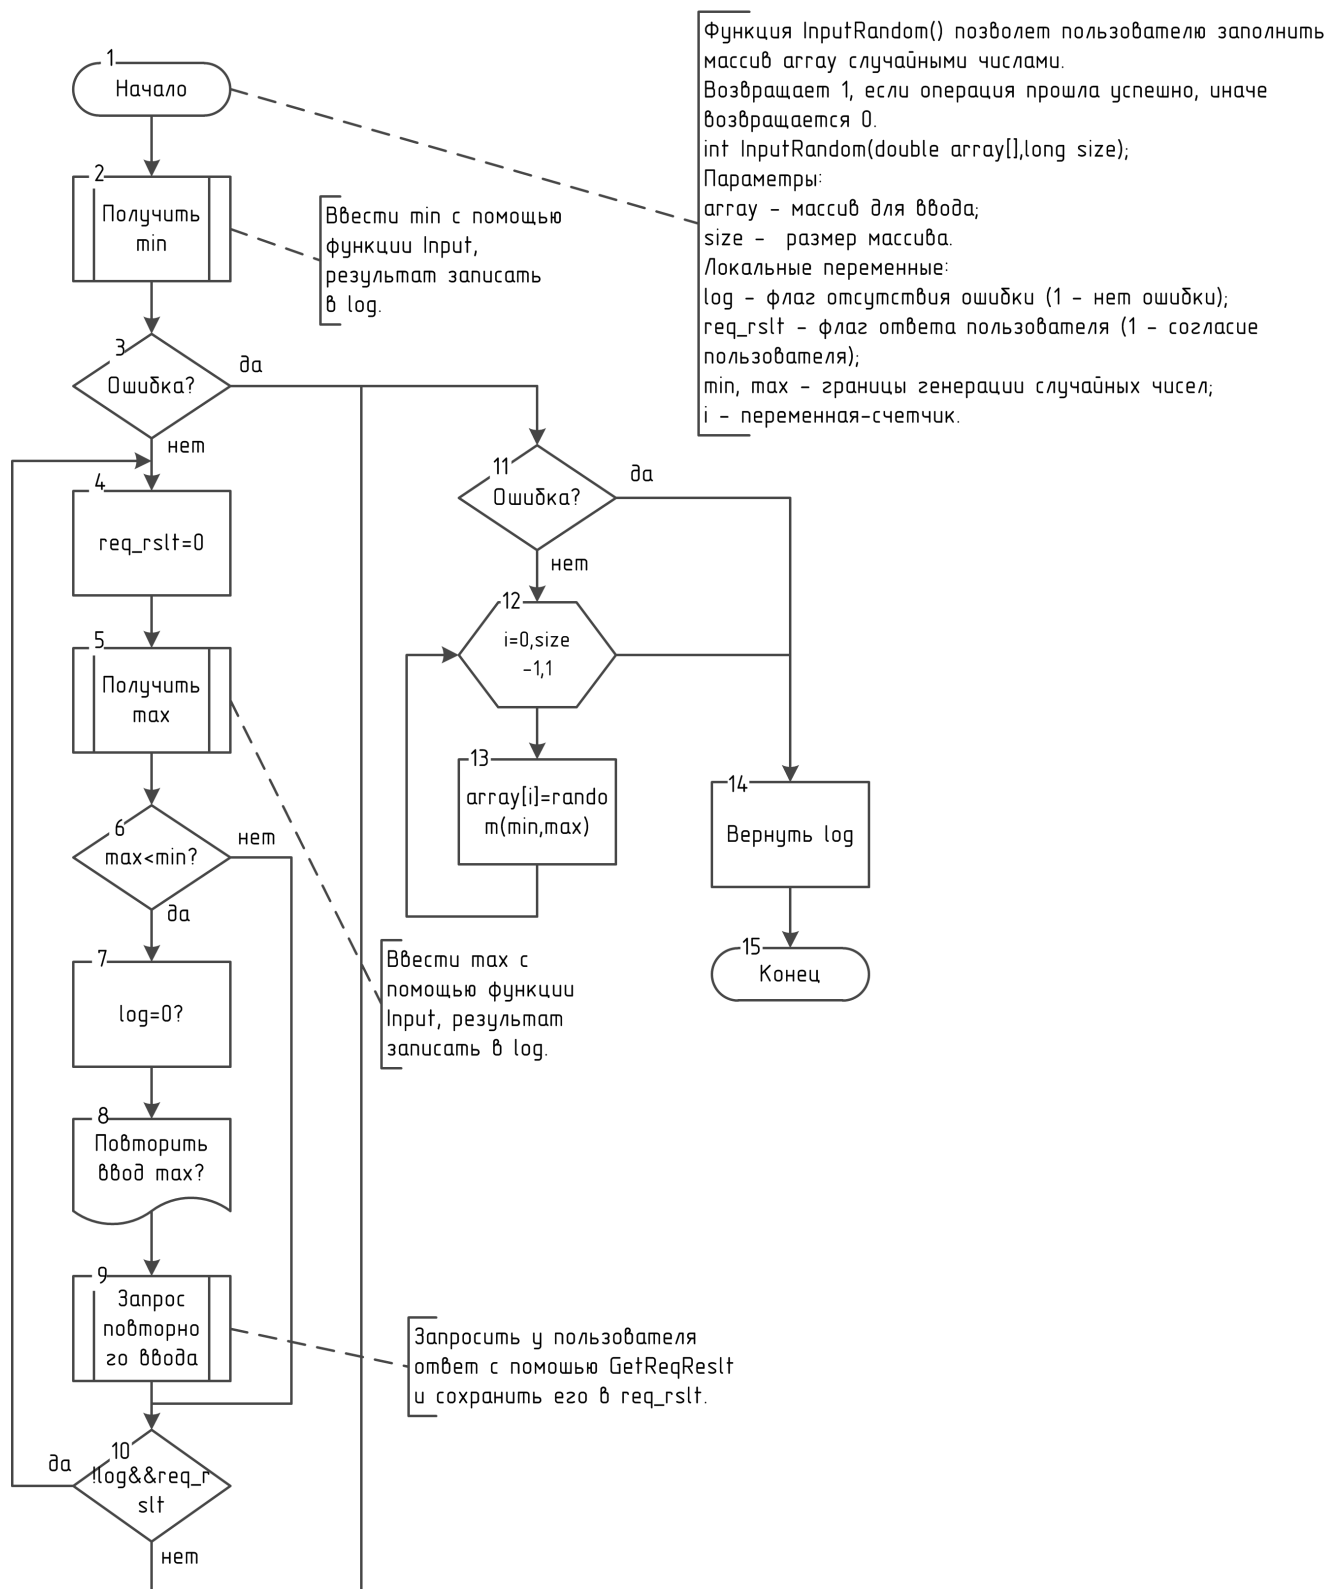 1
Начало
2
Получить
min
Ввести min с помощью
функции Input,
результат записать
в log.
3
Ошибка?
да
нет
4
req_rslt=0
5
Получить
max
6
max<min?
нет
да
7
log=0?
Ввести max с
помощью функции
Input, результат
записать в log.
8
Повторить
ввод max?
9
Запрос
повторно
го ввода
Запросить у пользователя
ответ с помошью GetReqReslt
и сохранить его в req_rslt.
10
!log&&req_r
slt
да
нет
11
Ошибка?
да
нет
12
i=0,size
-1,1
13
array[i]=rando
m(min,max)
14
Вернуть log
15
Конец
Функция InputRandom() позволет пользователю заполнить
массив array случайными числами.
Возвращает 1, если операция прошла успешно, иначе
возвращается 0.
int InputRandom(double array[],long size);
Параметры:
array - массив для ввода;
size - размер массива.
Локальные переменные:
log - флаг отсутствия ошибки (1 - нет ошибки);
req_rslt - флаг ответа пользователя (1 - согласие
пользователя);
min, max - границы генерации случайных чисел;
i - переменная-счетчик.